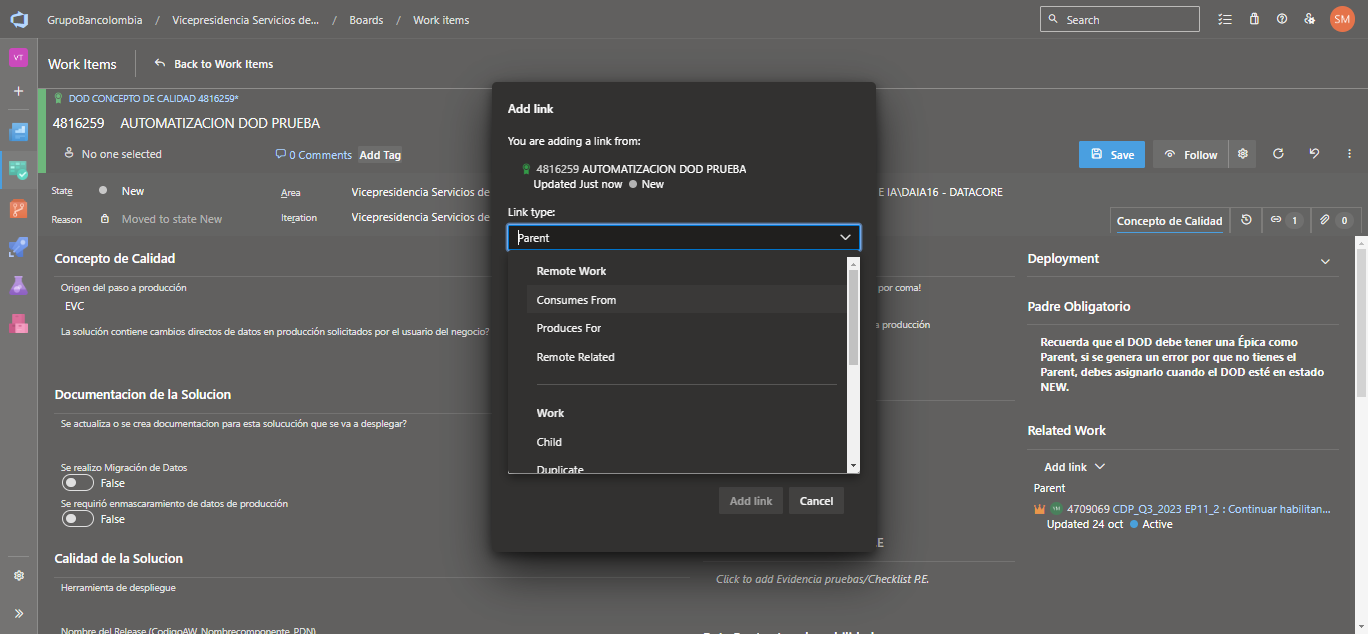 GrupoBancolombia / Vicepresidencia Servicios de... / Boards / Work items
Search
SM
VT
Work Items
Back to Work Items
DOD CONCEPTO DE CALIDAD 4816259*
4816259 AUTOMATIZACION DOD PRUEBA
No one selected
0 Comments
Add Tag
Save
Follow
State
New
Area
Vicepresidencia Servicios de
E IA\DAIA16 - DATACORE
Reason
Moved to state New
Iteration
Vicepresidencia Servicios de
Concepto de Calidad
1
0
Concepto de Calidad
Origen del paso a producción
EVC
por coma!
La solución contiene cambios directos de datos en producción solicitados por el usuario del negocio?
a producción
Documentacion de la Solucion
Se actualiza o se crea documentacion para esta solucución que se va a desplegar?
Se realizo Migración de Datos
False
Se requirió enmascaramiento de datos de producción
False
Calidad de la Solucion
Herramienta de despliegue
Nombre del Release (CodigoAW_Nombrecomponente_PDN)
E
Click to add Evidencia pruebas/Checklist P.E.
Add link
You are adding a link from:
4816259 AUTOMATIZACION DOD PRUEBA
Updated Just now New
Link type:
Parent
Remote Work
Consumes From
Produces For
Remote Related
Work
Child
Duplicate
Add link
Cancel
Deployment
Padre Obligatorio
Recuerda que el DOD debe tener una Épica como
Parent, si se genera un error por que no tienes el
Parent, debes asignarlo cuando el DOD esté en estado
NEW.
Related Work
Add link
Parent
4709069 CDP_Q3_2023 EP11_2 : Continuar habilitan...
Updated 24 oct Active